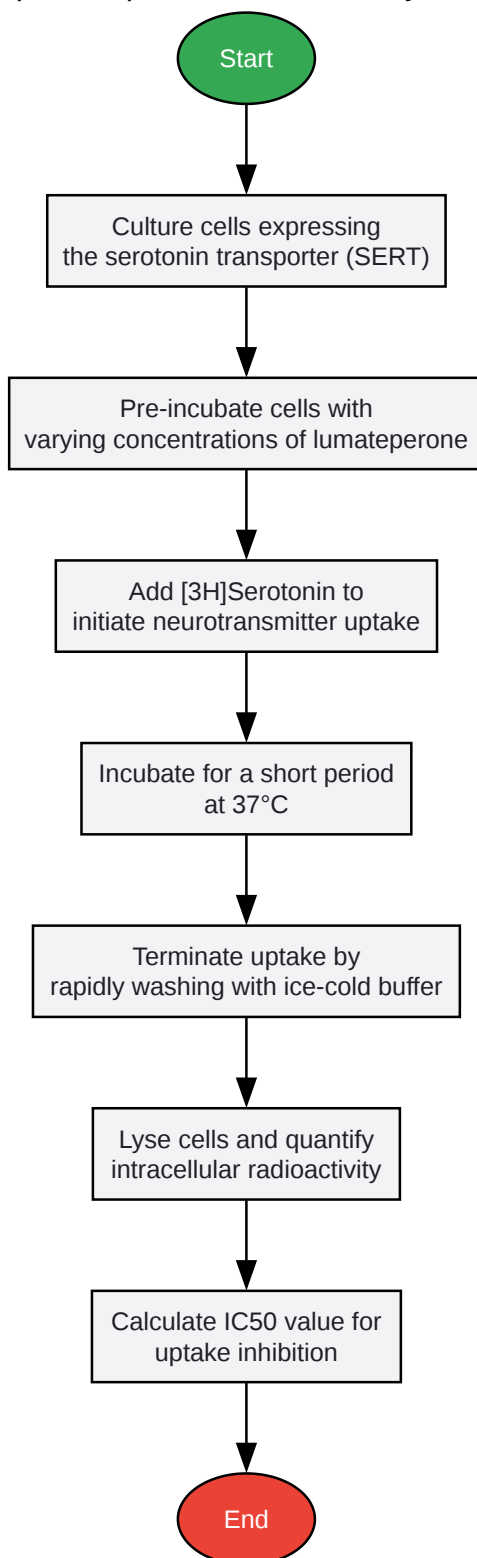 Start
Culture cells expressing
the serotonin transporter (SERT)
Pre-incubate cells with
varying concentrations of lumateperone
Add [3H]Serotonin to
initiate neurotransmitter uptake
Incubate for a short period
at 37°C
Terminate uptake by
rapidly washing with ice-cold buffer
Lyse cells and quantify
intracellular radioactivity
Calculate IC50 value for
uptake inhibition
End